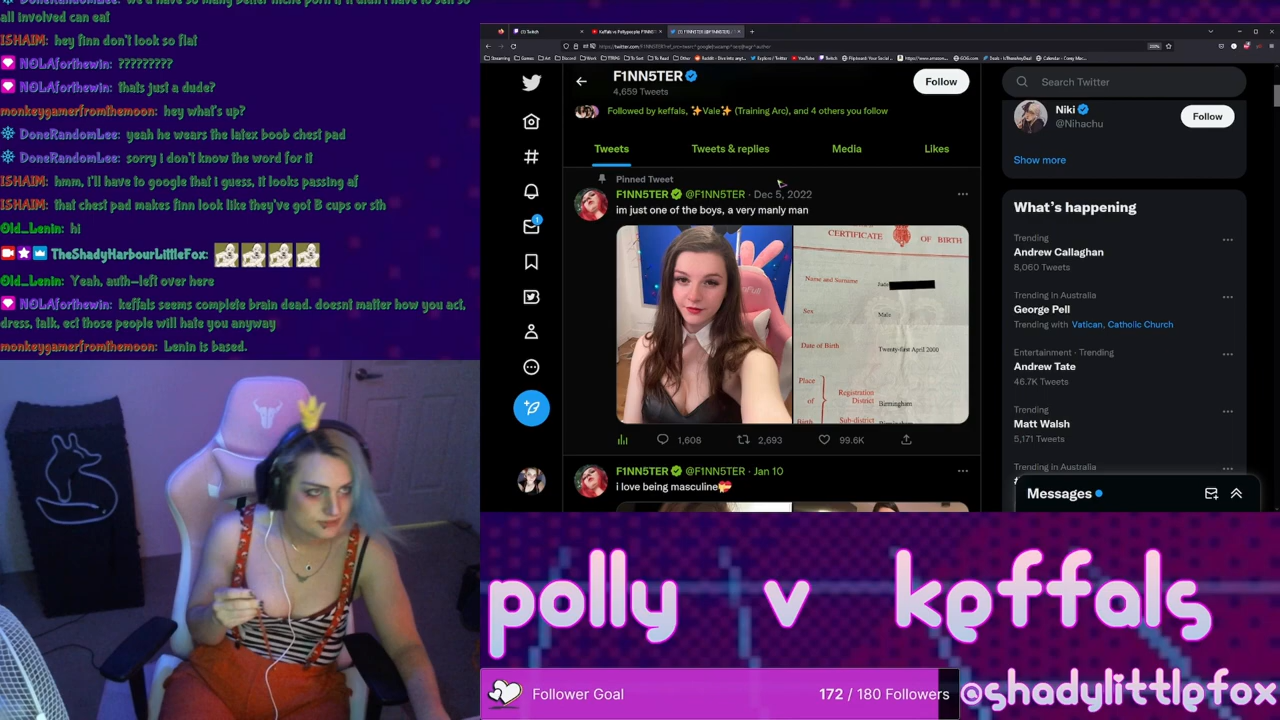 all involved can eat
ISHAIM: hey finn don't look so flat
NOLAforthewin: ?????????
NOLAforthewin: thats just a dude?
monkeygamerfromthemoon: hey what's up?
DoneRandomLee: yeah he wears the latex boob chest pad
DoneRandomLee: sorry i don't know the word for it
ISHAIM: hmm, i'll have to google that i guess, it looks passing af
ISHAIM: that chest pad makes finn look like they've got B cups or sth
Old_Lenin: hi
TheShadyHarbourLittleFox:
Old_Lenin: Yeah, auth-left over here
NOLAforthewin: keffals seems complete brain dead. doesnt matter how you act,
dress, talk, ect those people will hate you anyway
monkeygamerfromthemoon: Lenin is based.
F1NN5TER
4,659 Tweets
Follow
Followed by keffals, ✨Vale✨ (Training Arc), and 4 others you follow
Tweets
Tweets & replies
Media
Likes
Pinned Tweet
F1NN5TER @F1NN5TER · Dec 5, 2022
im just one of the boys, a very manly man
CERTIFICATE OF BIRTH
Name and Surname
Jude
Sex
Male
Date of Birth
Twenty-first April 2000
Place
of
Birth
Registration
District
Birmingham
Sub-district
1,608
2,693
99.6K
F1NN5TER @F1NN5TER · Jan 10
i love being masculine💝
Search Twitter
Niki
@Nihachu
Follow
Show more
What's happening
Trending
Andrew Callaghan
8,060 Tweets
Trending in Australia
George Pell
Trending with Vatican, Catholic Church
Entertainment · Trending
Andrew Tate
46.7K Tweets
Trending
Matt Walsh
5,171 Tweets
Trending in Australia
Messages
polly v keffals
Follower Goal
172 / 180 Followers
@shadylittlefox